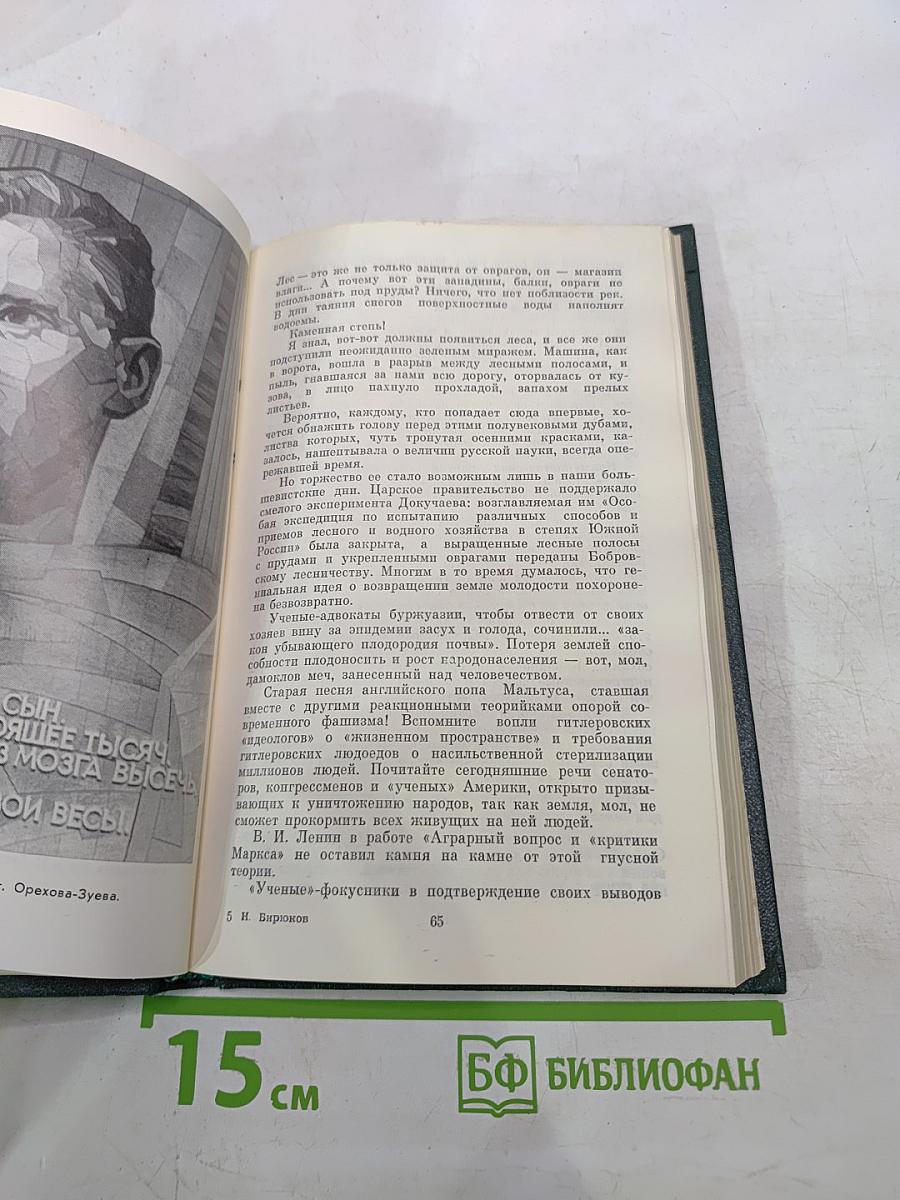 СЫН.
ОЯЩЕЕ ТЫСЯЧ.
ИЗ МОЗГА ВЫСЕЧЬ,
ВОИ ВЕСЫ.
г. Орехова-Зуева.
Лес — это же не только защита от оврагов, он — магазин
влаги... А почему вот эти западины, балки, овраги не
использовать под пруды? Ничего, что нет поблизости рек.
В дни таяния снегов поверхностные воды наполнят
водоемы.
Каменная степь!
Я знал, вот-вот должны появиться леса, и все же они
подступили неожиданно зеленым миражем. Машина, как
в ворота, вошла в разрыв между лесными полосами, и
пыль, гнавшаяся за нами всю дорогу, оторвалась от ку-
зова, в лицо пахнуло прохладой, запахом прелых
листьев.
Вероятно, каждому, кто попадает сюда впервые, хо-
чется обнажить голову перед этими полувековыми дубами,
листва которых, чуть тронутая осенними красками, ка-
залось, нашептывала о величии русской науки, всегда опе-
режавшей время.
Но торжество ее стало возможным лишь в наши боль-
шевистские дни. Царское правительство не поддержало
смелого эксперимента Докучаева: возглавляемая им «Осо-
бая экспедиция по испытанию различных способов и
приемов лесного и водного хозяйства в степях Южной
России» была закрыта, а выращенные лесные полосы
с прудами и укрепленными оврагами переданы Бобров-
скому лесничеству. Многим в то время думалось, что ге-
ниальная идея о возвращении земле молодости похороне-
на безвозвратно.
Ученые-адвокаты буржуазии, чтобы отвести от своих
хозяев вину за эпидемии засух и голода, сочинили... «за-
кон убывающего плодородия почвы». Потеря землей спо-
собности плодоносить и рост народонаселения — вот, мол,
дамоклов меч, занесенный над человечеством.
Старая песня английского попа Мальтуса, ставшая
вместе с другими реакционными теорийками опорой со-
временного фашизма! Вспомните вопли гитлеровских
«идеологов» о «жизненном пространстве» и требования
гитлеровских людоедов о насильственной стерилизации
миллионов людей. Почитайте сегодняшние речи сенато-
ров, конгрессменов и «ученых» Америки, открыто призы-
вающих к уничтожению народов, так как земля, мол, не
сможет прокормить всех живущих на ней людей.
В. И. Ленин в работе «Аграрный вопрос и «критики
Маркса» не оставил камня на камне от этой гнусной
теории.
«Ученые»-фокусники в подтверждение своих выводов
5 И. Бирюков
65
15 см
БФ БИБЛИОФАН